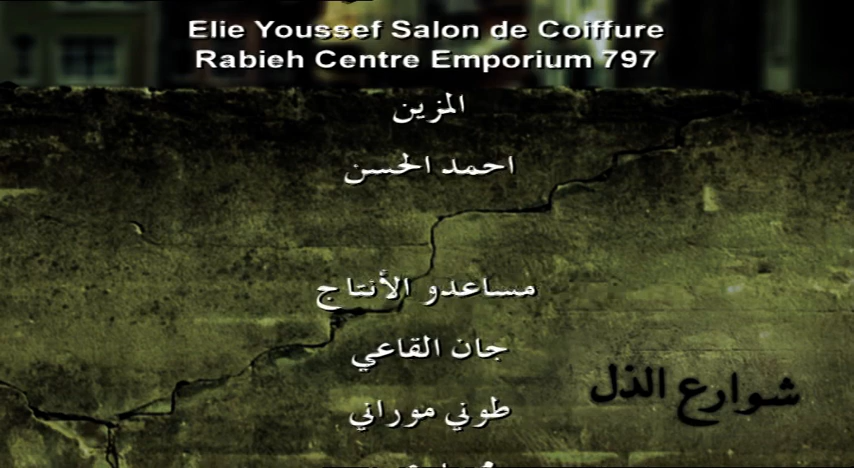 Elie Youssef Salon de Coiffure
Rabieh Centre Emporium 797
المزين
احمد الحسن
مساعدو الأنتاج
جان القاعي
طوني موراني
شوارع الذل